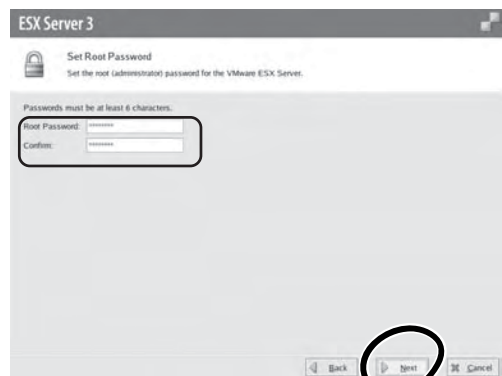 ESX Server 3
Set Root Password
Set the root (administrator) password for the VMware ESX Server.
Passwords must be at least 6 characters.
Root Password: ********
Confirm: ********
Back Next Cancel